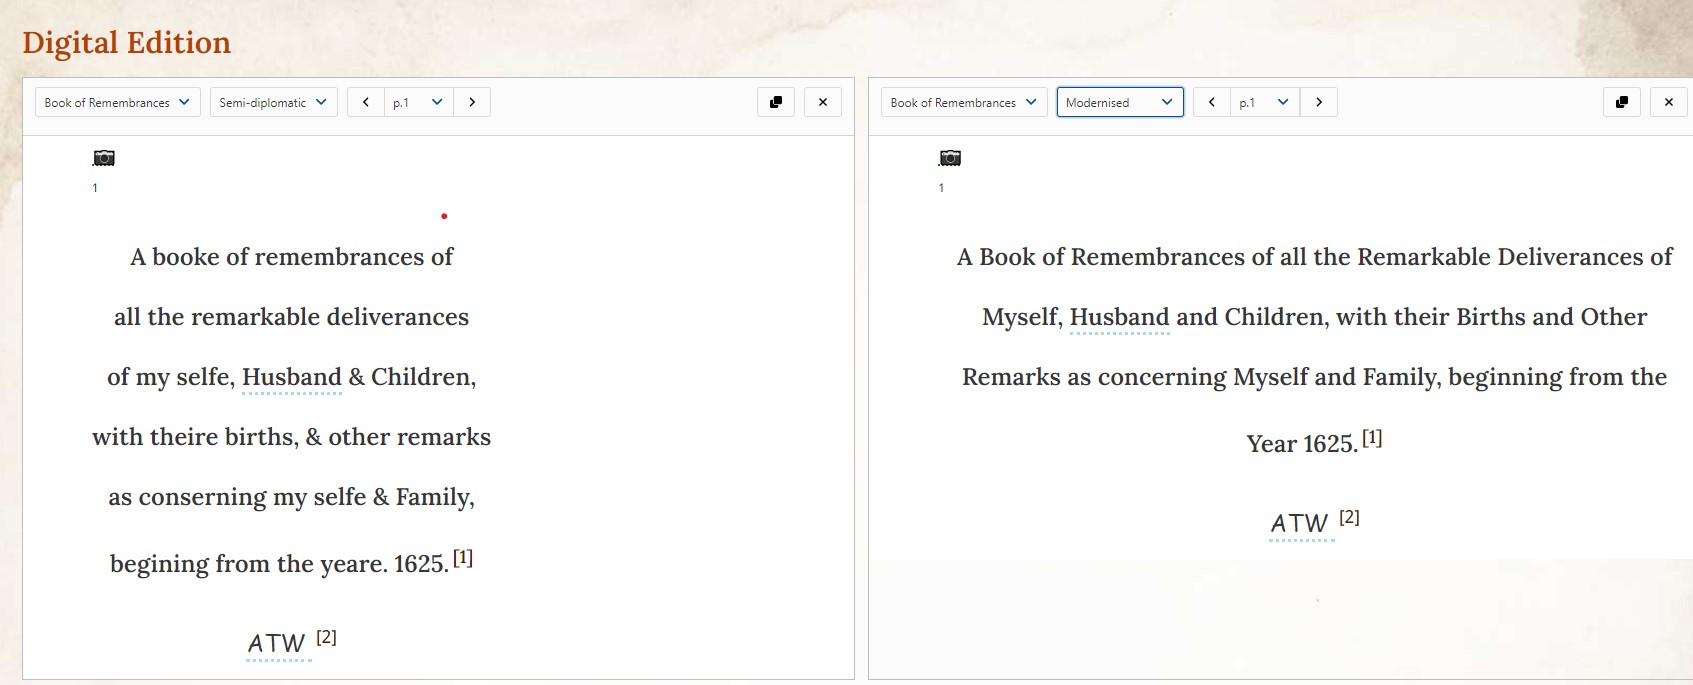 Digital Edition
Book of Remembrances Semi-diplomatic p.1
1
A booke of remembrances of
all the remarkable deliverances
of my selfe, Husband & Children,
with theire births, & other remarks
as conserning my selfe & Family,
begining from the yeare. 1625.[1]
ATW [2]
Book of Remembrances Modernised p.1
1
A Book of Remembrances of all the Remarkable Deliverances of
Myself, Husband and Children, with their Births and Other
Remarks as concerning Myself and Family, beginning from the
Year 1625.[1]
ATW [2]